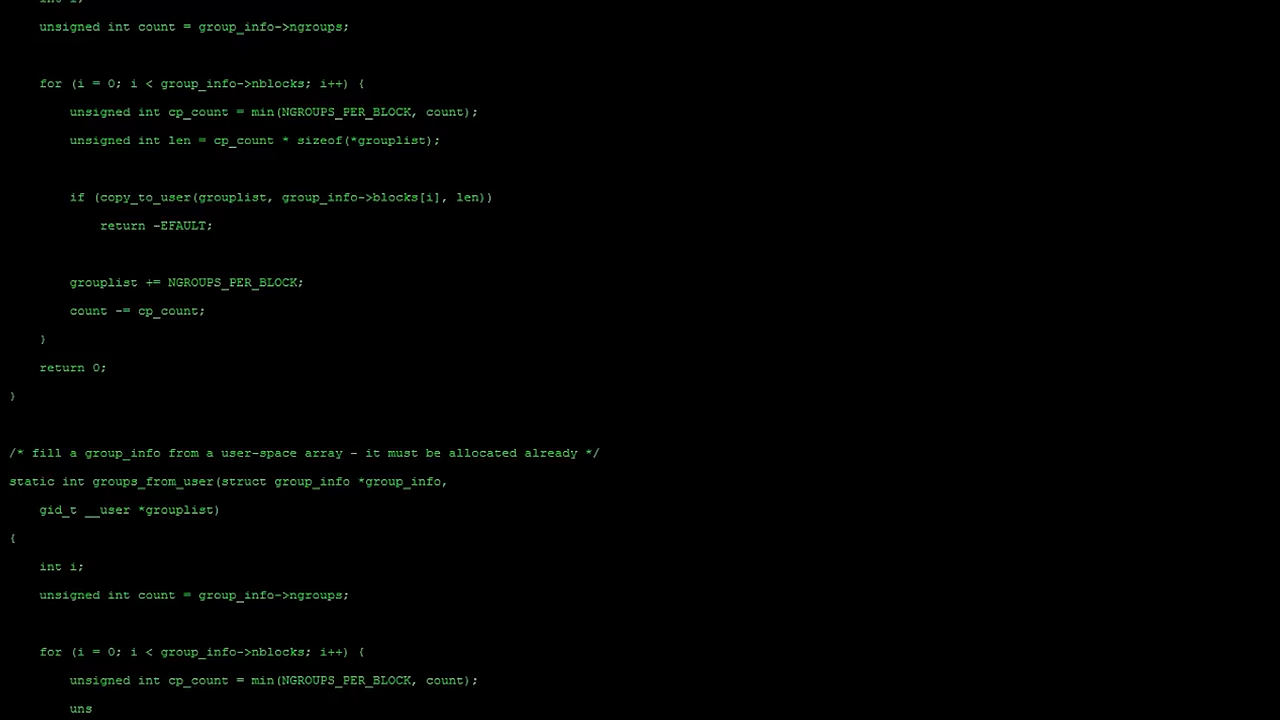 int i;
unsigned int count = group_info->ngroups;
for (i = 0; i < group_info->nblocks; i++) {
unsigned int cp_count = min(NGROUPS_PER_BLOCK, count);
unsigned int len = cp_count * sizeof(*grouplist);
if (copy_to_user(grouplist, group_info->blocks[i], len))
return -EFAULT;
grouplist += NGROUPS_PER_BLOCK;
count -= cp_count;
}
return 0;
}
/* fill a group_info from a user-space array - it must be allocated already */
static int groups_from_user(struct group_info *group_info,
gid_t __user *grouplist)
{
int i;
unsigned int count = group_info->ngroups;
for (i = 0; i < group_info->nblocks; i++) {
unsigned int cp_count = min(NGROUPS_PER_BLOCK, count);
uns